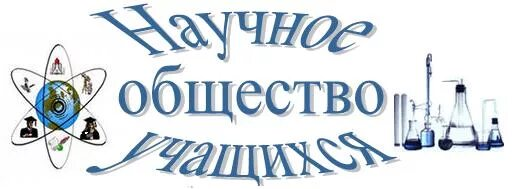 Научное
общество
учащихся